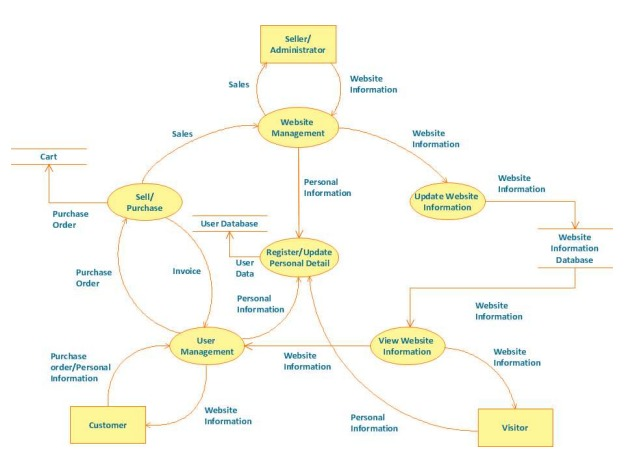 Seller/
Administrator
Sales
Website
Information
Website
Management
Sales
Website
Information
Cart
Website
Information
Personal
Information
Sell/
Purchase
Update Website
Information
Purchase
Order
User Database
Website
Information
Database
Register/Update
Personal Detail
User
Data
Purchase
Order
Invoice
Personal
Information
Website
Information
User
Management
View Website
Information
Purchase
order/Personal
Information
Website
Information
Website
Information
Website
Information
Personal
Information
Customer
Visitor